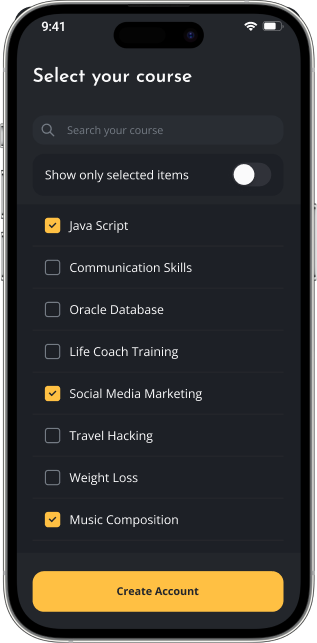 9:41
Select your course
Search your course
Show only selected items
Java Script
Communication Skills
Oracle Database
Life Coach Training
Social Media Marketing
Travel Hacking
Weight Loss
Music Composition
Create Account